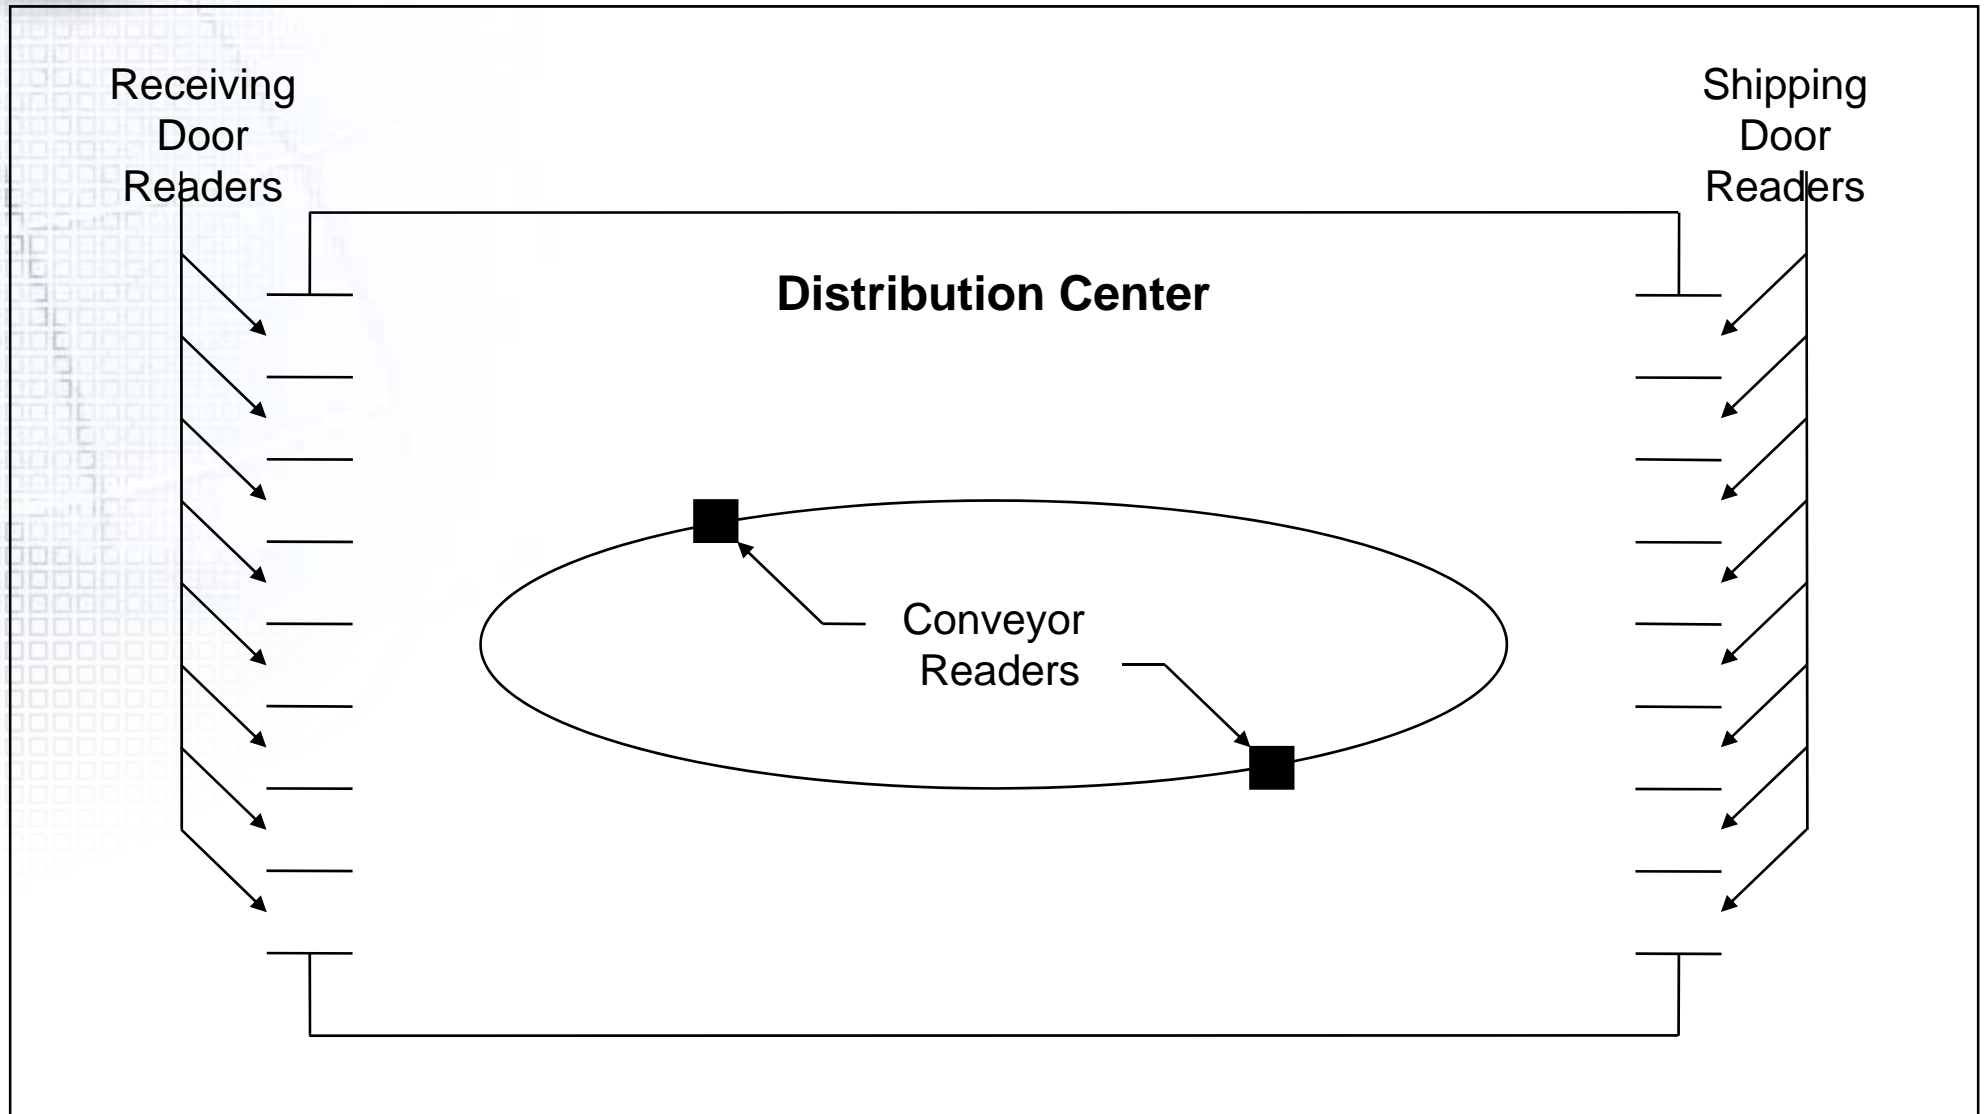 Receiving
Door
Readers
Shipping
Door
Readers
Distribution Center
Conveyor
Readers